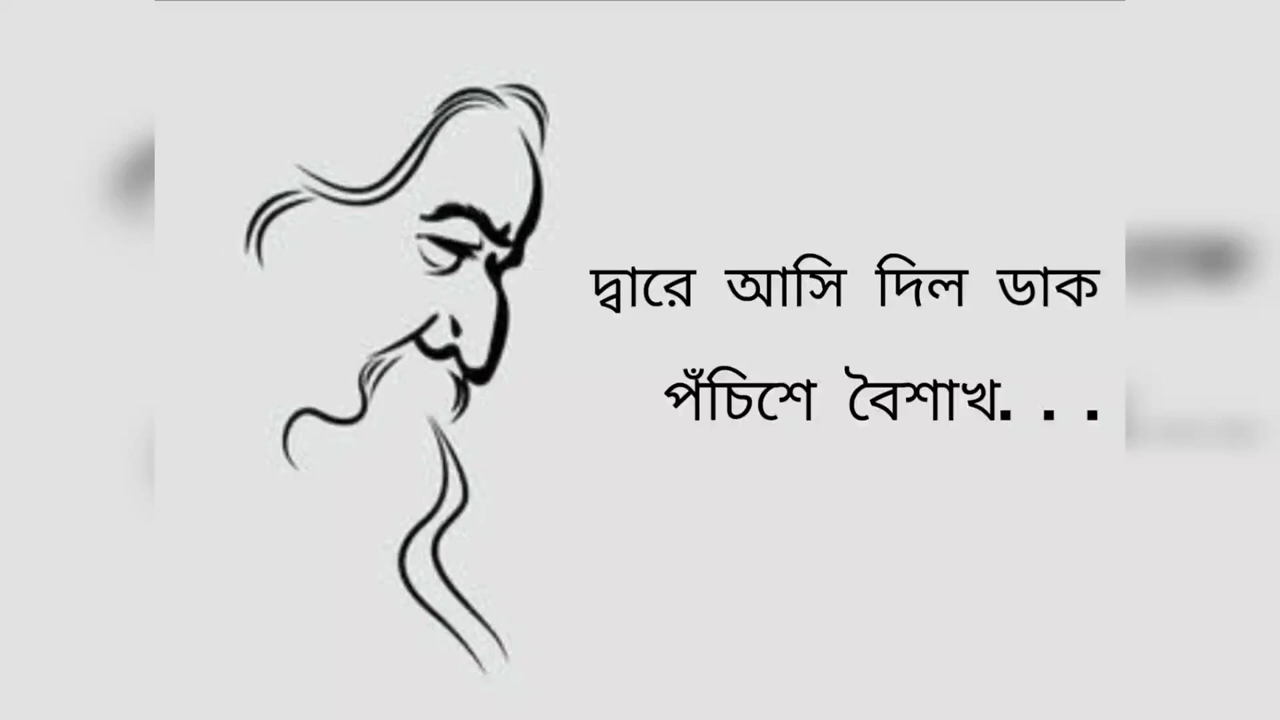 দ্বারে আসি দিল ডাক
পঁচিশে বৈশাখ. . .